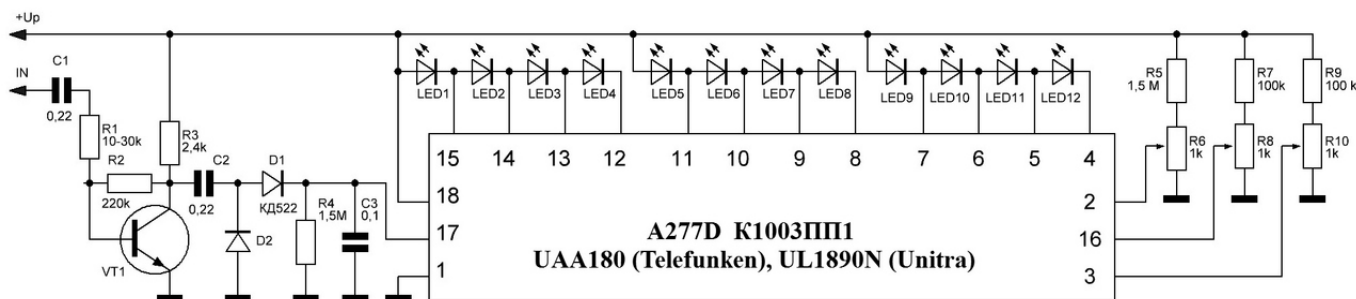 +Up
IN
C1
0,22
R1
10-30k
R2
220k
VT1
R3
2,4k
C2
0,22
D1
КД522
D2
R4
1,5M
C3
0,1
LED1
LED2
LED3
LED4
LED5
LED6
LED7
LED8
LED9
LED10
LED11
LED12
R5
1,5 M
R7
100k
R9
100 k
R6
1k
R8
1k
R10
1k
15
14
13
12
11
10
9
8
7
6
5
4
18
17
1
2
16
3
A277D К1003ПП1
UAA180 (Telefunken), UL1890N (Unitra)